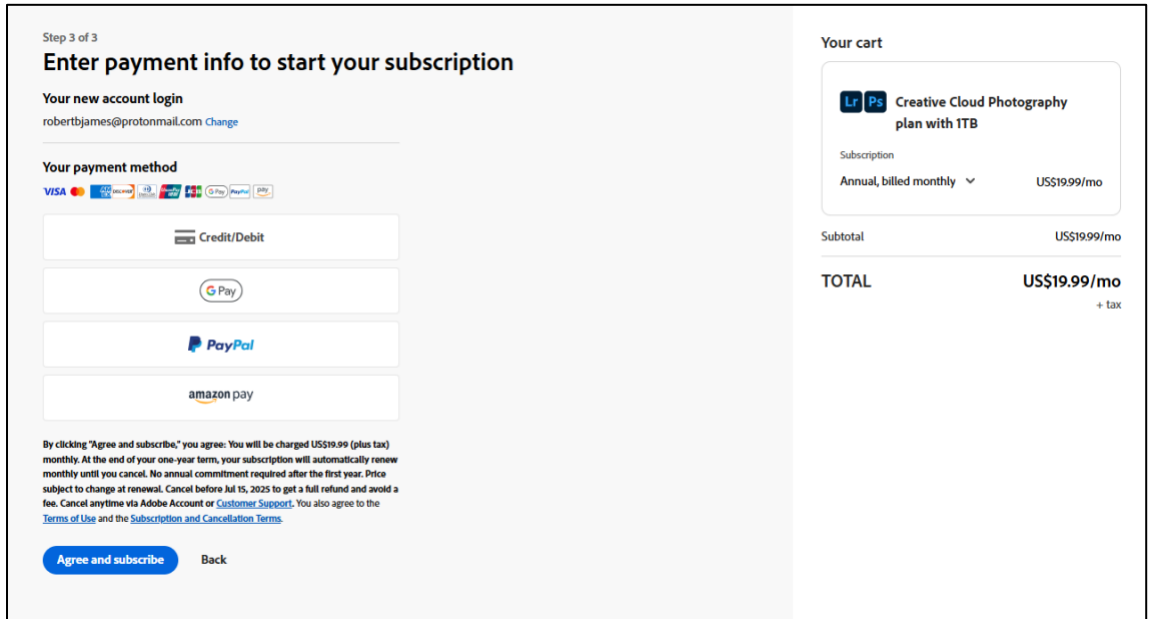 Step 3 of 3
Enter payment info to start your subscription
Your new account login
robertbjames@protonmail.com Change
Your payment method
VISA DISCOVER G Pay PayPal pay
Credit/Debit
G Pay
PayPal
amazon pay
By clicking "Agree and subscribe," you agree: You will be charged US$19.99 (plus tax)
monthly. At the end of your one-year term, your subscription will automatically renew
monthly until you cancel. No annual commitment required after the first year. Price
subject to change at renewal. Cancel before Jul 15, 2025 to get a full refund and avoid a
fee. Cancel anytime via Adobe Account or Customer Support. You also agree to the
Terms of Use and the Subscription and Cancellation Terms.
Agree and subscribe Back
Your cart
Lr Ps Creative Cloud Photography
plan with 1TB
Subscription
Annual, billed monthly US$19.99/mo
Subtotal US$19.99/mo
TOTAL US$19.99/mo
+ tax